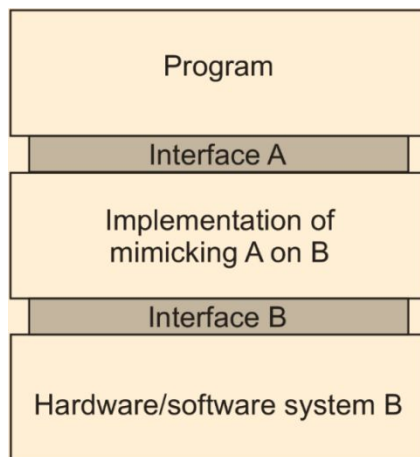 Program
Interface A
Implementation of
mimicking A on B
Interface B
Hardware/software system B